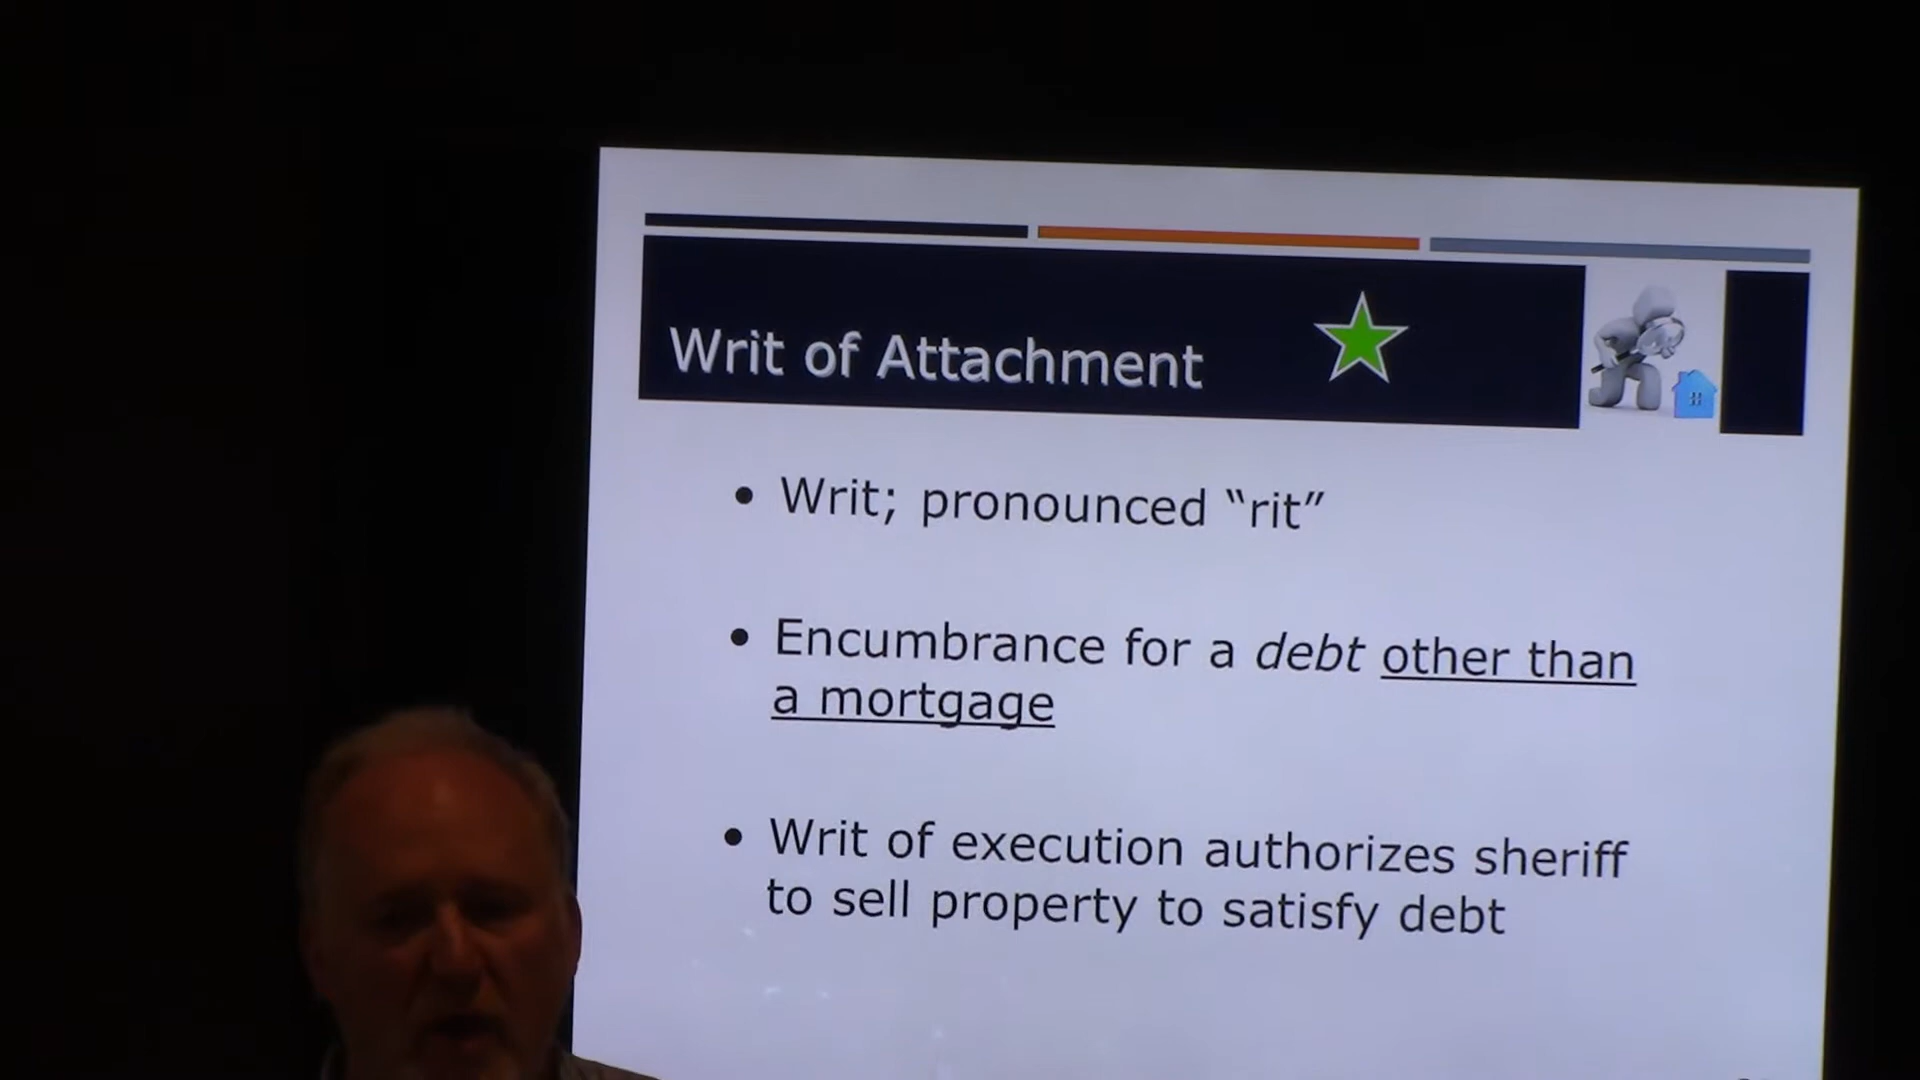 Writ of Attachment
• Writ; pronounced “rit”
• Encumbrance for a debt other than
a mortgage
• Writ of execution authorizes sheriff
to sell property to satisfy debt